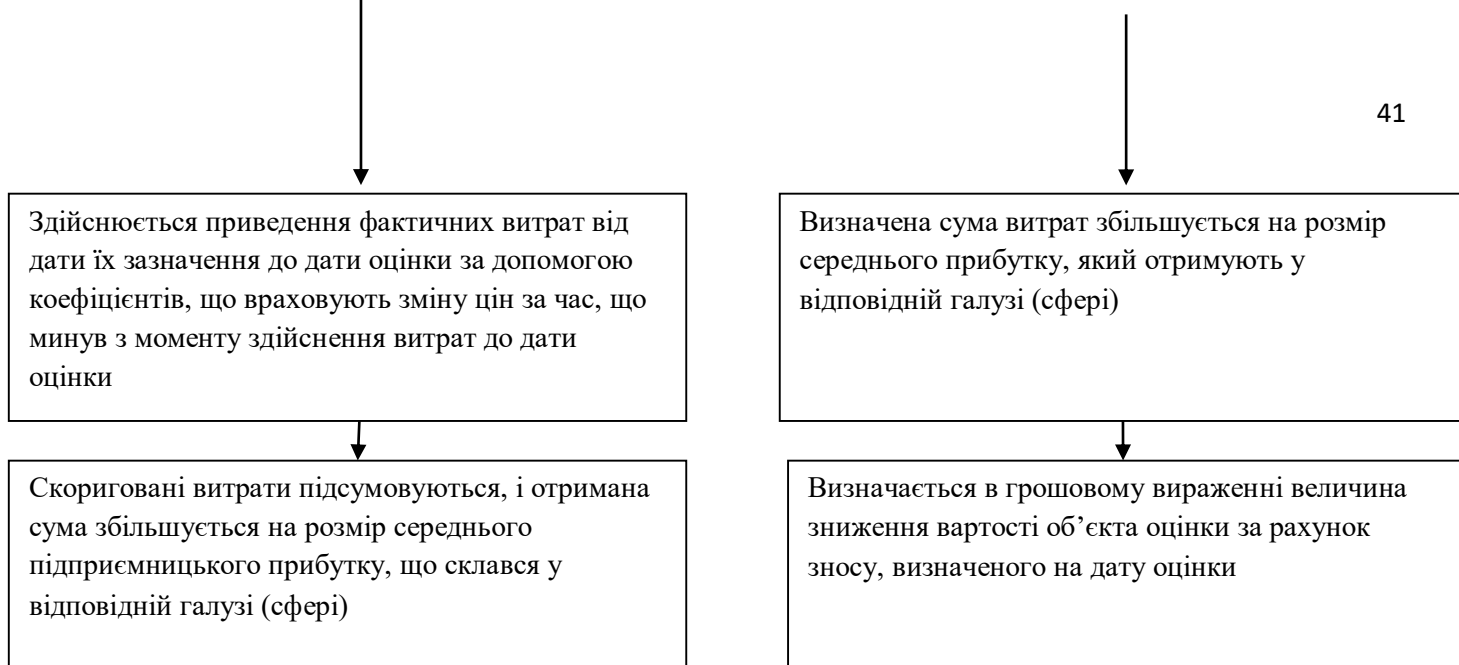 41
Здійснюється приведення фактичних витрат від
дати їх зазначення до дати оцінки за допомогою
коефіцієнтів, що враховують зміну цін за час, що
минув з моменту здійснення витрат до дати
оцінки
Визначена сума витрат збільшується на розмір
середнього прибутку, який отримують у
відповідній галузі (сфері)
Скориговані витрати підсумовуються, і отримана
сума збільшується на розмір середнього
підприємницького прибутку, що склався у
відповідній галузі (сфері)
Визначається в грошовому вираженні величина
зниження вартості об’єкта оцінки за рахунок
зносу, визначеного на дату оцінки